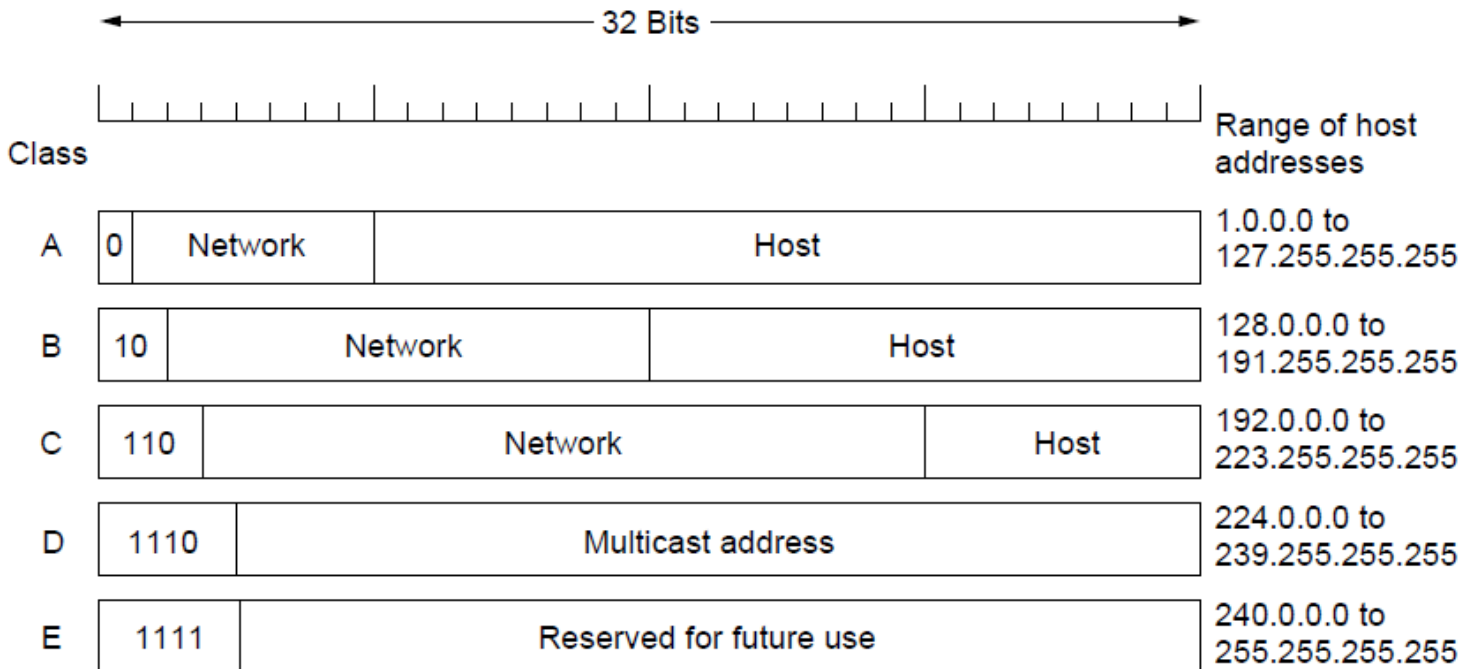 32 Bits
Range of host
addresses
Class
A
0
Network
Host
1.0.0.0 to
127.255.255.255
B
10
Network
Host
128.0.0.0 to
191.255.255.255
C
110
Network
Host
192.0.0.0 to
223.255.255.255
D
1110
Multicast address
224.0.0.0 to
239.255.255.255
E
1111
Reserved for future use
240.0.0.0 to
255.255.255.255